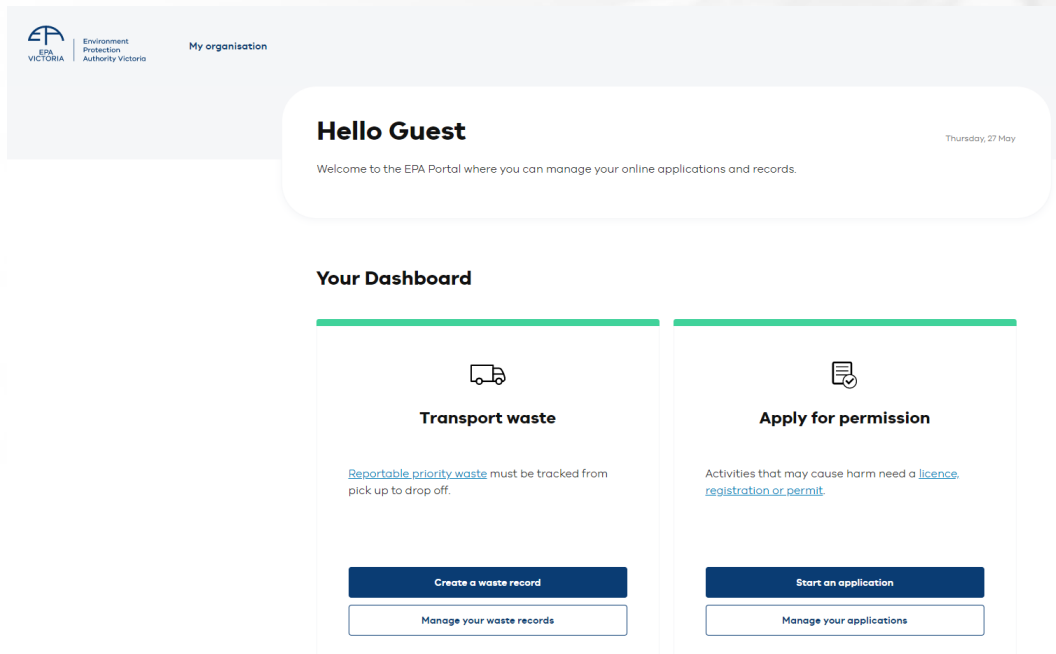 EPA
VICTORIA
Environment
Protection
Authority Victoria
My organisation
Hello Guest
Thursday, 27 May
Welcome to the EPA Portal where you can manage your online applications and records.
Your Dashboard
Transport waste
Reportable priority waste must be tracked from
pick up to drop off.
Create a waste record
Manage your waste records
Apply for permission
Activities that may cause harm need a licence,
registration or permit.
Start an application
Manage your applications